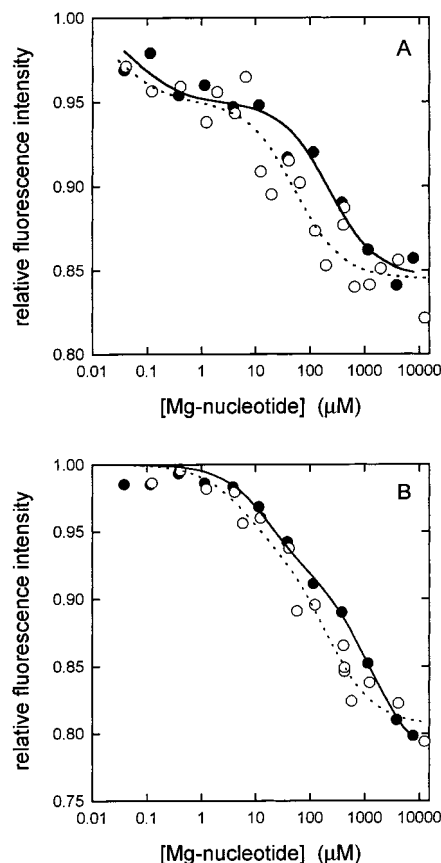 A
1.00
0.95
0.90
0.85
0.80
relative fluorescence intensity
0.01 0.1 1 10 100 1000 10000
[Mg-nucleotide] (μM)
B
1.00
0.95
0.90
0.85
0.80
0.75
relative fluorescence intensity
0.01 0.1 1 10 100 1000 10000
[Mg-nucleotide] (μM)